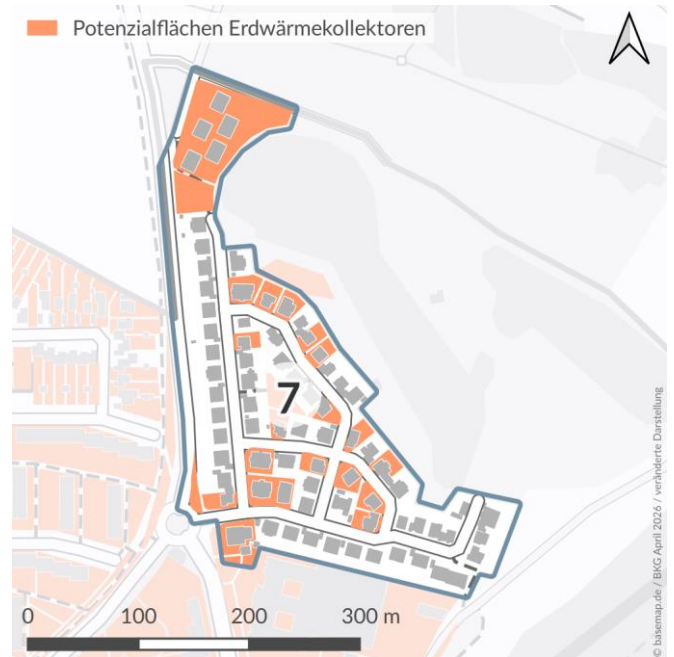 Potenzialflächen Erdwärmekollektoren
7
0 100 200 300 m
© basemap.de / BKG April 2026 / veränderte Darstellung